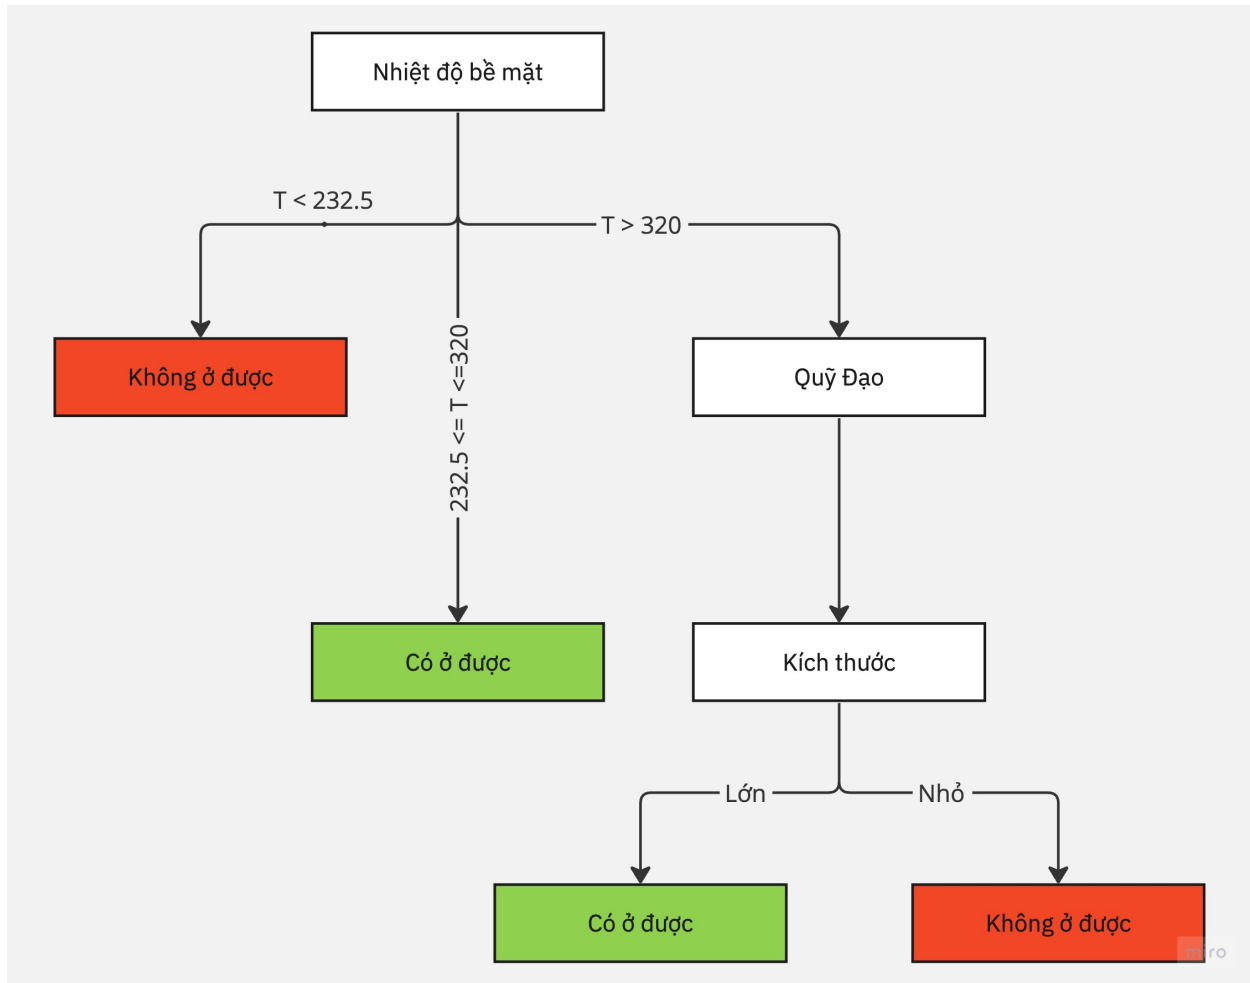 Nhiệt độ bề mặt
T < 232.5
T > 320
232.5 <= T <=320
Không ở được
Quỹ Đạo
Có ở được
Kích thước
Lớn
Nhỏ
Có ở được
Không ở được
miro